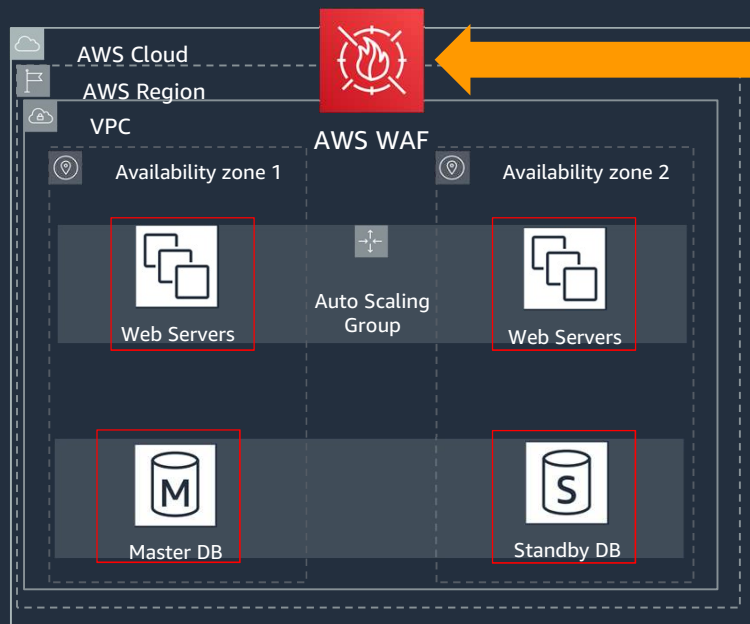 AWS Cloud
AWS Region
VPC
AWS WAF
Availability zone 1
Availability zone 2
Web Servers
Auto Scaling
Group
Web Servers
M
Master DB
S
Standby DB